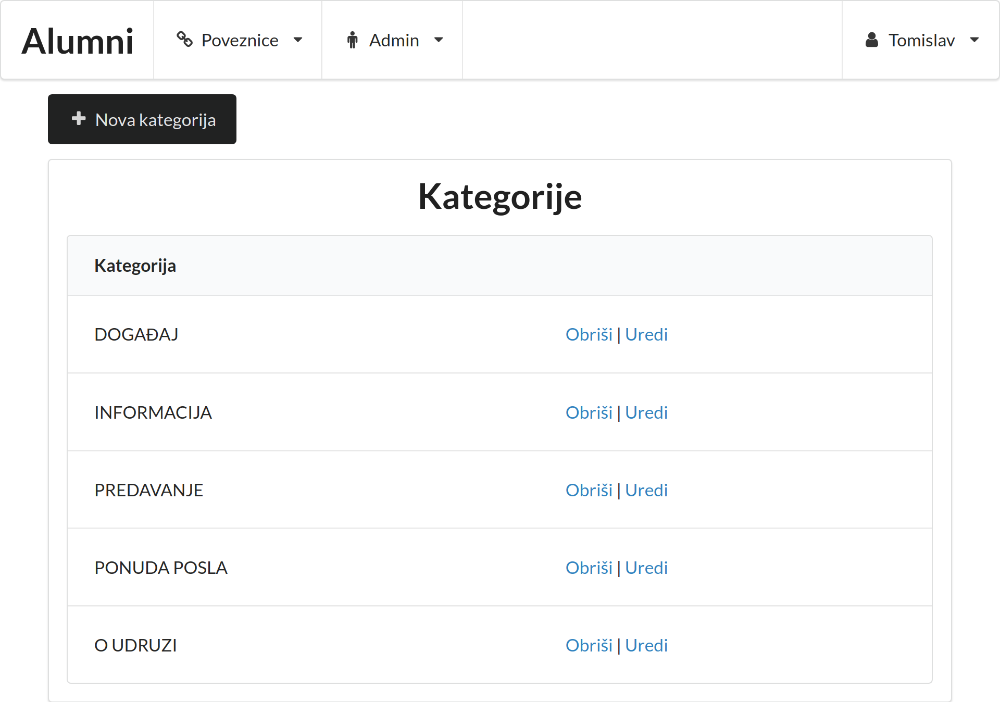 Alumni Poveznice Admin Tomislav
Nova kategorija
Kategorije
Kategorija
DOGAĐAJ Obriši | Uredi
INFORMACIJA Obriši | Uredi
PREDAVANJE Obriši | Uredi
PONUDA POSLA Obriši | Uredi
O UDRUZI Obriši | Uredi